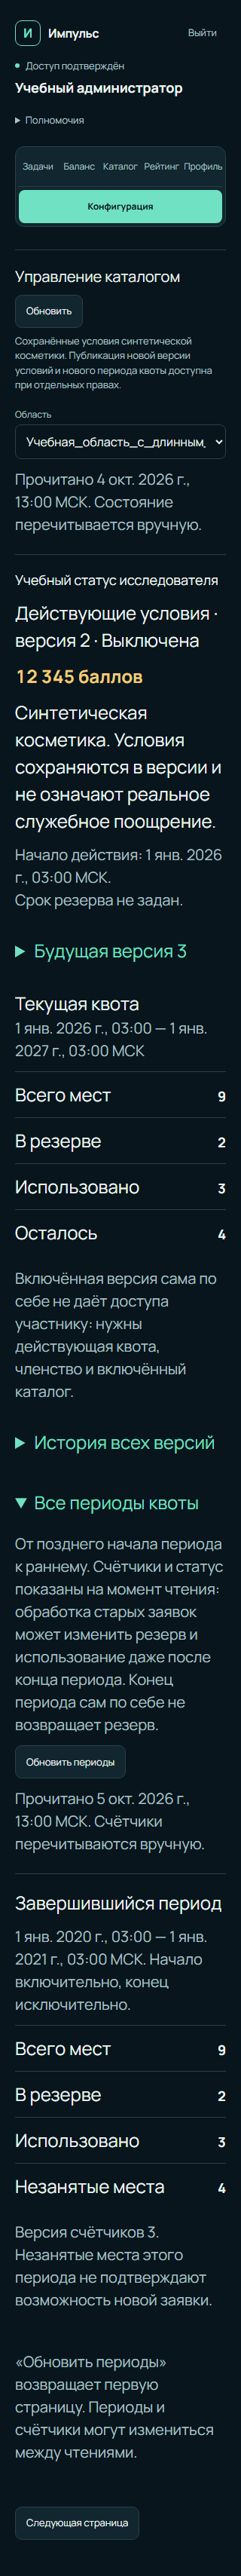 И Импульс Выйти
Доступ подтверждён
Учебный администратор
Полномочия
Задачи Баланс Каталог Рейтинг Профиль
Конфигурация
Управление каталогом
Обновить
Сохранённые условия синтетической
косметики. Публикация новой версии
условий и нового периода квоты доступна
при отдельных правах.
Область
Учебная_область_с_длинным_
Прочитано 4 окт. 2026 г.,
13:00 МСК. Состояние
перечитывается вручную.
Учебный статус исследователя
Действующие условия ·
версия 2 · Выключена
12 345 баллов
Синтетическая
косметика. Условия
сохраняются в версии и
не означают реальное
служебное поощрение.
Начало действия: 1 янв. 2026
г., 03:00 МСК.
Срок резерва не задан.
Будущая версия 3
Текущая квота
1 янв. 2026 г., 03:00 — 1 янв.
2027 г., 03:00 МСК
Всего мест 9
В резерве 2
Использовано 3
Осталось 4
Включённая версия сама по
себе не даёт доступа
участнику: нужны
действующая квота,
членство и включённый
каталог.
История всех версий
Все периоды квоты
От позднего начала периода
к раннему. Счётчики и статус
показаны на момент чтения:
обработка старых заявок
может изменить резерв и
использование даже после
конца периода. Конец
периода сам по себе не
возвращает резерв.
Обновить периоды
Прочитано 5 окт. 2026 г.,
13:00 МСК. Счётчики
перечитываются вручную.
Завершившийся период
1 янв. 2020 г., 03:00 — 1 янв.
2021 г., 03:00 МСК. Начало
включительно, конец
исключительно.
Всего мест 9
В резерве 2
Использовано 3
Незанятые места 4
Версия счётчиков 3.
Незанятые места этого
периода не подтверждают
возможность новой заявки.
«Обновить периоды»
возвращает первую
страницу. Периоды и
счётчики могут измениться
между чтениями.
Следующая страница